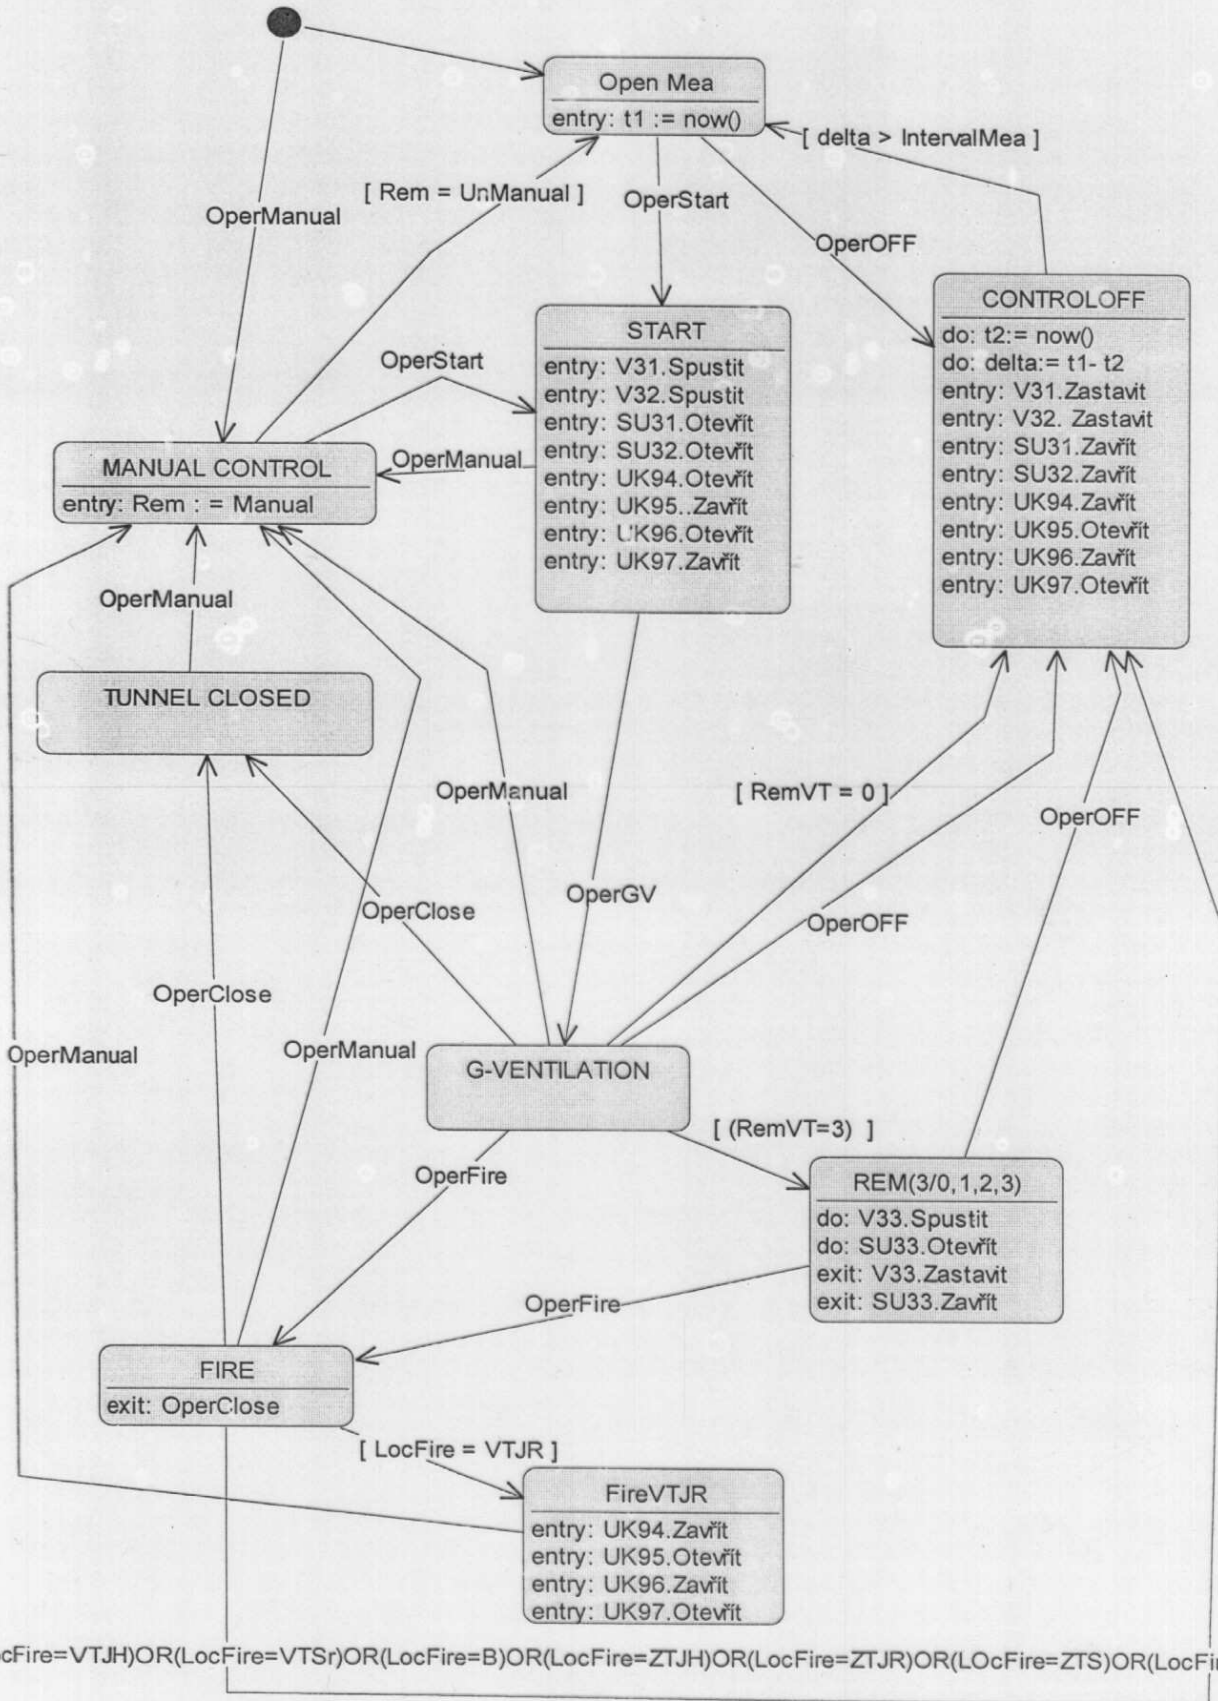 Open Mea
entry: t1 := now()
[ delta > IntervalMea ]
[ Rem = UnManual ]
OperStart
OperManual
OperOFF
CONTROLOFF
do: t2:= now()
do: delta:= t1- t2
entry: V31.Zastavit
entry: V32. Zastavit
entry: SU31.Zavřít
entry: SU32.Zavřít
entry: UK94.Zavřít
entry: UK95.Otevřít
entry: UK96.Zavřít
entry: UK97.Otevřít
START
entry: V31.Spustit
entry: V32.Spustit
entry: SU31.Otevřít
entry: SU32.Otevřít
entry: UK94.Otevřít
entry: UK95..Zavřít
entry: UK96.Otevřít
entry: UK97.Zavřít
OperStart
OperManual
MANUAL CONTROL
entry: Rem : = Manual
OperManual
TUNNEL CLOSED
OperManual
[ RemVT = 0 ]
OperOFF
OperGV
OperClose
OperOFF
OperClose
OperManual
OperManual
G-VENTILATION
[ (RemVT=3) ]
OperFire
REM(3/0,1,2,3)
do: V33.Spustit
do: SU33.Otevřít
exit: V33.Zastavit
exit: SU33.Zavřít
OperFire
FIRE
exit: OperClose
[ LocFire = VTJR ]
FireVTJR
entry: UK94.Zavřít
entry: UK95.Otevřít
entry: UK96.Zavřít
entry: UK97.Otevřít
ocFire=VTJH)OR(LocFire=VTSr)OR(LocFire=B)OR(LocFire=ZTJH)OR(LocFire=ZTJR)OR(LOcFire=ZTS)OR(LocFir